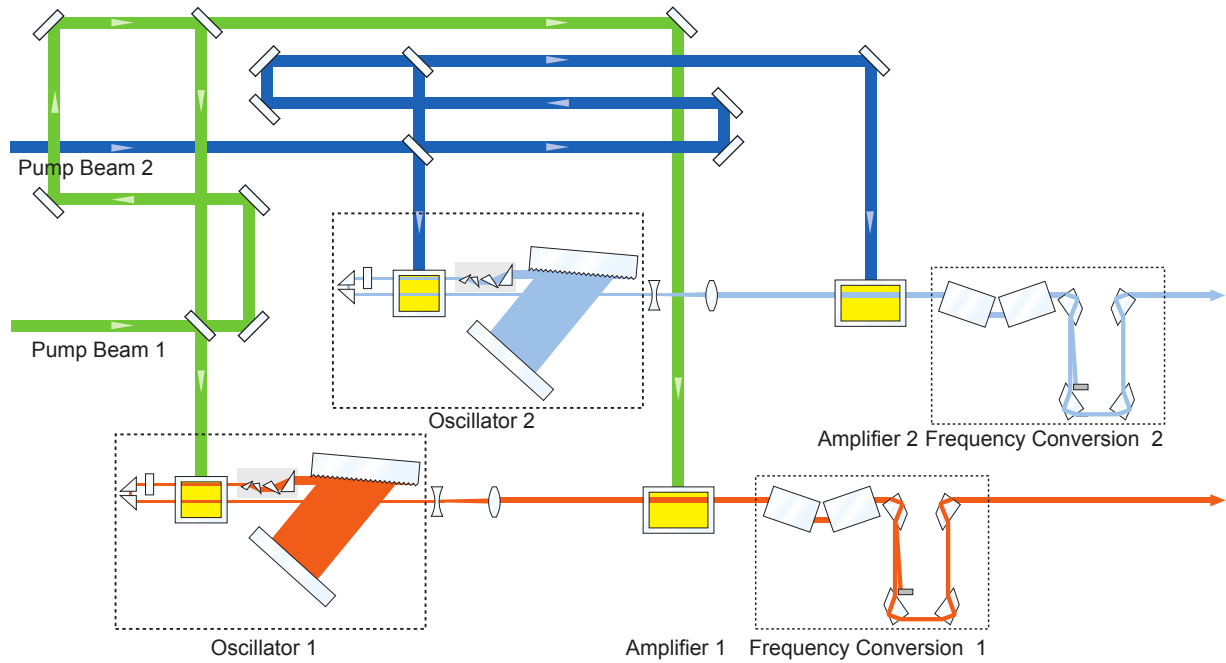 Pump Beam 2
Pump Beam 1
Oscillator 2
Amplifier 2 Frequency Conversion 2
Oscillator 1
Amplifier 1 Frequency Conversion 1